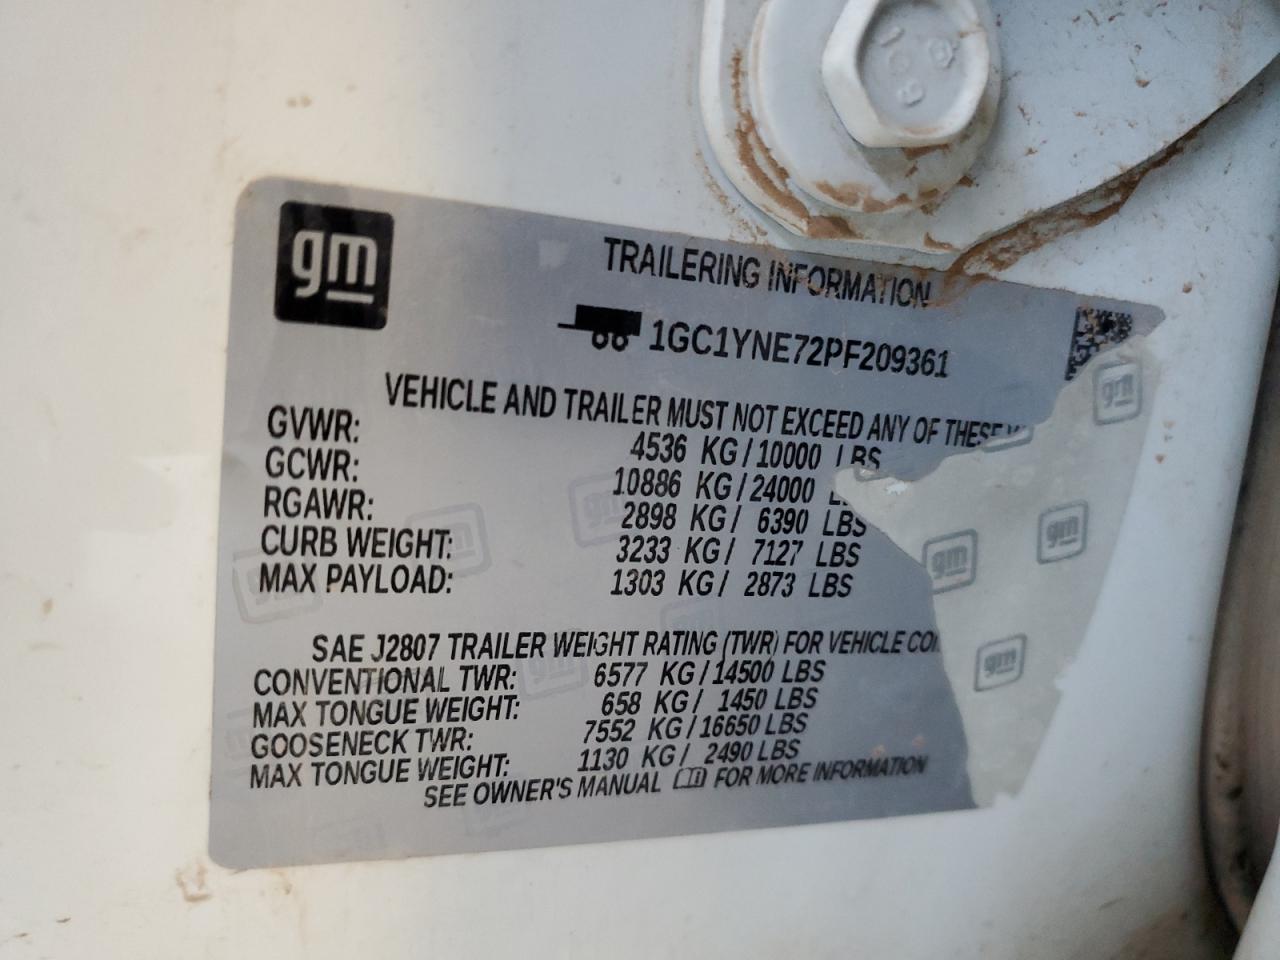 gm
TRAILERING INFORMATION
1GC1YNE72PF209361
VEHICLE AND TRAILER MUST NOT EXCEED ANY OF THESE
GVWR: 4536 KG/10000 LBS
GCWR: 10886 KG/24000
RGAWR: 2898 KG/ 6390 LBS
CURB WEIGHT: 3233 KG/ 7127 LBS
MAX PAYLOAD: 1303 KG/ 2873 LBS
SAE J2807 TRAILER WEIGHT RATING (TWR) FOR VEHICLE
CONVENTIONAL TWR: 6577 KG/14500 LBS
MAX TONGUE WEIGHT: 658 KG/ 1450 LBS
GOOSENECK TWR: 7552 KG/16650 LBS
MAX TONGUE WEIGHT: 1130 KG/ 2490 LBS
SEE OWNER'S MANUAL FOR MORE INFORMATION
gm
gm
gm
gm